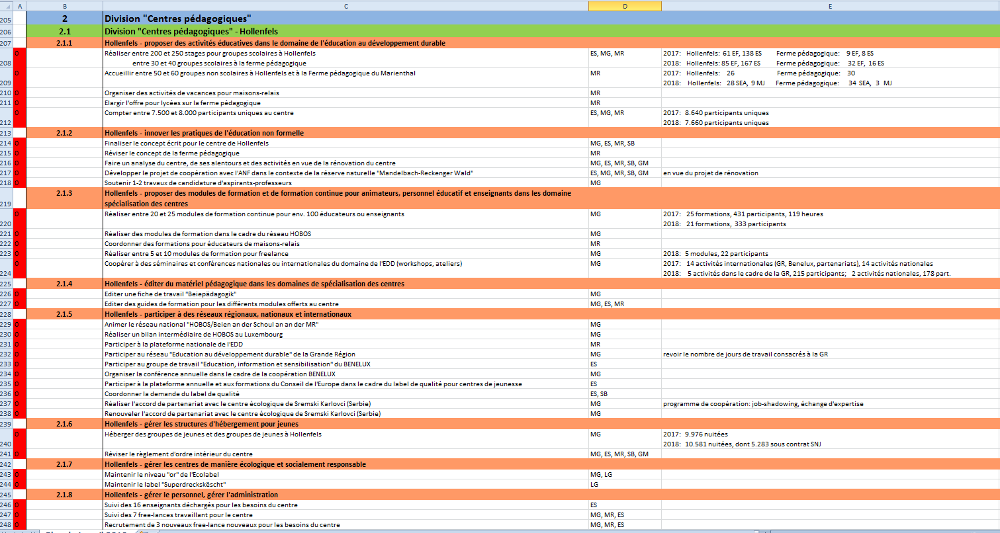 A B C D E
205 2 Division "Centres pédagogiques"
206 2.1 Division "Centres pédagogiques" - Hollenfels
207 2.1.1 Hollenfels - proposer des activités éducatives dans le domaine de l'éducation au développement durable
0 Réaliser entre 200 et 250 stages pour groupes scolaires à Hollenfels ES, MG, MR 2017: Hollenfels: 61 EF, 138 ES Ferme pédagogique: 9 EF, 8 ES
208 entre 30 et 40 groupes scolaires à la ferme pédagogique 2018: Hollenfels: 85 EF, 167 ES Ferme pédagogique: 32 EF, 16 ES
0 Accueillir entre 50 et 60 groupes non scolaires à Hollenfels et à la Ferme pédagogique du Marienthal MR 2017: Hollenfels: 26 Ferme pédagogique: 30
209 2018: Hollenfels: 28 SEA, 9 MJ Ferme pédagogique: 34 SEA, 3 MJ
210 0 Organiser des activités de vacances pour maisons-relais MR
211 0 Elargir l'offre pour lycées sur la ferme pédagogique MR
0 Compter entre 7.500 et 8.000 participants uniques au centre ES, MG, MR 2017: 8.640 participants uniques
212 2018: 7.660 participants uniques
213 2.1.2 Hollenfels - innover les pratiques de l'éducation non formelle
214 0 Finaliser le concept écrit pour le centre de Hollenfels MG, ES, MR, SB
215 0 Réviser le concept de la ferme pédagogique MR
216 0 Faire un analyse du centre, de ses alentours et des activités en vue de la rénovation du centre MG, ES, MR, SB, GM
217 0 Développer le projet de coopération avec l'ANF dans le contexte de la réserve naturelle "Mandelbach-Reckenger Wald" ES, MG, MR, SB, GM en vue du projet de rénovation
218 0 Soutenir 1-2 travaux de candidature d'aspirants-professeurs MG
2.1.3 Hollenfels - proposer des modules de formation et de formation continue pour animateurs, personnel éducatif et enseignants dans les domaine
219 spécialisation des centres
0 Réaliser entre 20 et 25 modules de formation continue pour env. 100 éducateurs ou enseignants MG 2017: 25 formations, 431 participants, 119 heures
220 2018: 21 formations, 333 participants
221 0 Réaliser des modules de formation dans le cadre du réseau HOBOS MG
222 0 Coordonner des formations pour éducateurs de maisons-relais MR
223 0 Réaliser entre 5 et 10 modules de formation pour freelance MG 2018: 5 modules, 22 participants
0 Coopérer à des séminaires et conférences nationales ou internationales du domaine de l'EDD (workshops, ateliers) MG 2017: 14 activités internationales (GR, Benelux, partenariats), 14 activités nationales
224 2018: 5 activités dans le cadre de la GR, 215 participants; 2 activités nationales, 178 part.
225 2.1.4 Hollenfels - éditer du matériel pédagogique dans les domaines de spécialisation des centres
226 0 Editer une fiche de travail "Beiepädagogik" MG
227 0 Editer des guides de formation pour les différents modules offerts au centre MG, ES, MR
228 2.1.5 Hollenfels - participer à des réseaux régionaux, nationaux et internationaux
229 0 Animer le réseau national "HOBOS/Beien an der Schoul an an der MR" MG
230 0 Réaliser un bilan intermédiaire de HOBOS au Luxembourg MG
231 0 Participer à la plateforme nationale de l'EDD MR
232 0 Participer au réseau "Education au développement durable" de la Grande Région MG revoir le nombre de jours de travail consacrés à la GR
233 0 Participer au groupe de travail "Education, information et sensibilisation" du BENELUX ES
234 0 Organiser la conférence annuelle dans le cadre de la coopération BENELUX MG
235 0 Participer à la plateforme annuelle et aux formations du Conseil de l'Europe dans le cadre du label de qualité pour centres de jeunesse ES
236 0 Coordonner la demande du label de qualité ES, SB
237 0 Réaliser l'accord de partenariat avec le centre écologique de Sremski Karlovci (Serbie) MG programme de coopération: job-shadowing, échange d'expertise
238 0 Renouveler l'accord de partenariat avec le centre écologique de Sremski Karlovci (Serbie) MG
239 2.1.6 Hollenfels - gérer les structures d'hébergement pour jeunes
0 Héberger des groupes de jeunes et des groupes de jeunes à Hollenfels MG 2017: 9.976 nuitées
240 2018: 10.581 nuitées, dont 5.283 sous contrat SNJ
241 0 Réviser le règlement d'ordre intérieur du centre MG, ES, MR, SB, GM
242 2.1.7 Hollenfels - gérer les centres de manière écologique et socialement responsable
243 0 Maintenir le niveau "or" de l'Ecolabel MG, LG
244 0 Maintenir le label "Superdreckskëscht" LG
245 2.1.8 Hollenfels - gérer le personnel, gérer l'administration
246 0 Suivi des 16 enseignants déchargés pour les besoins du centre ES
247 0 Suivi des 7 free-lances travaillant pour le centre MG, MR, ES
248 0 Recrutement de 3 nouveaux free-lance nouveaux pour les besoins du centre MG, MR, ES